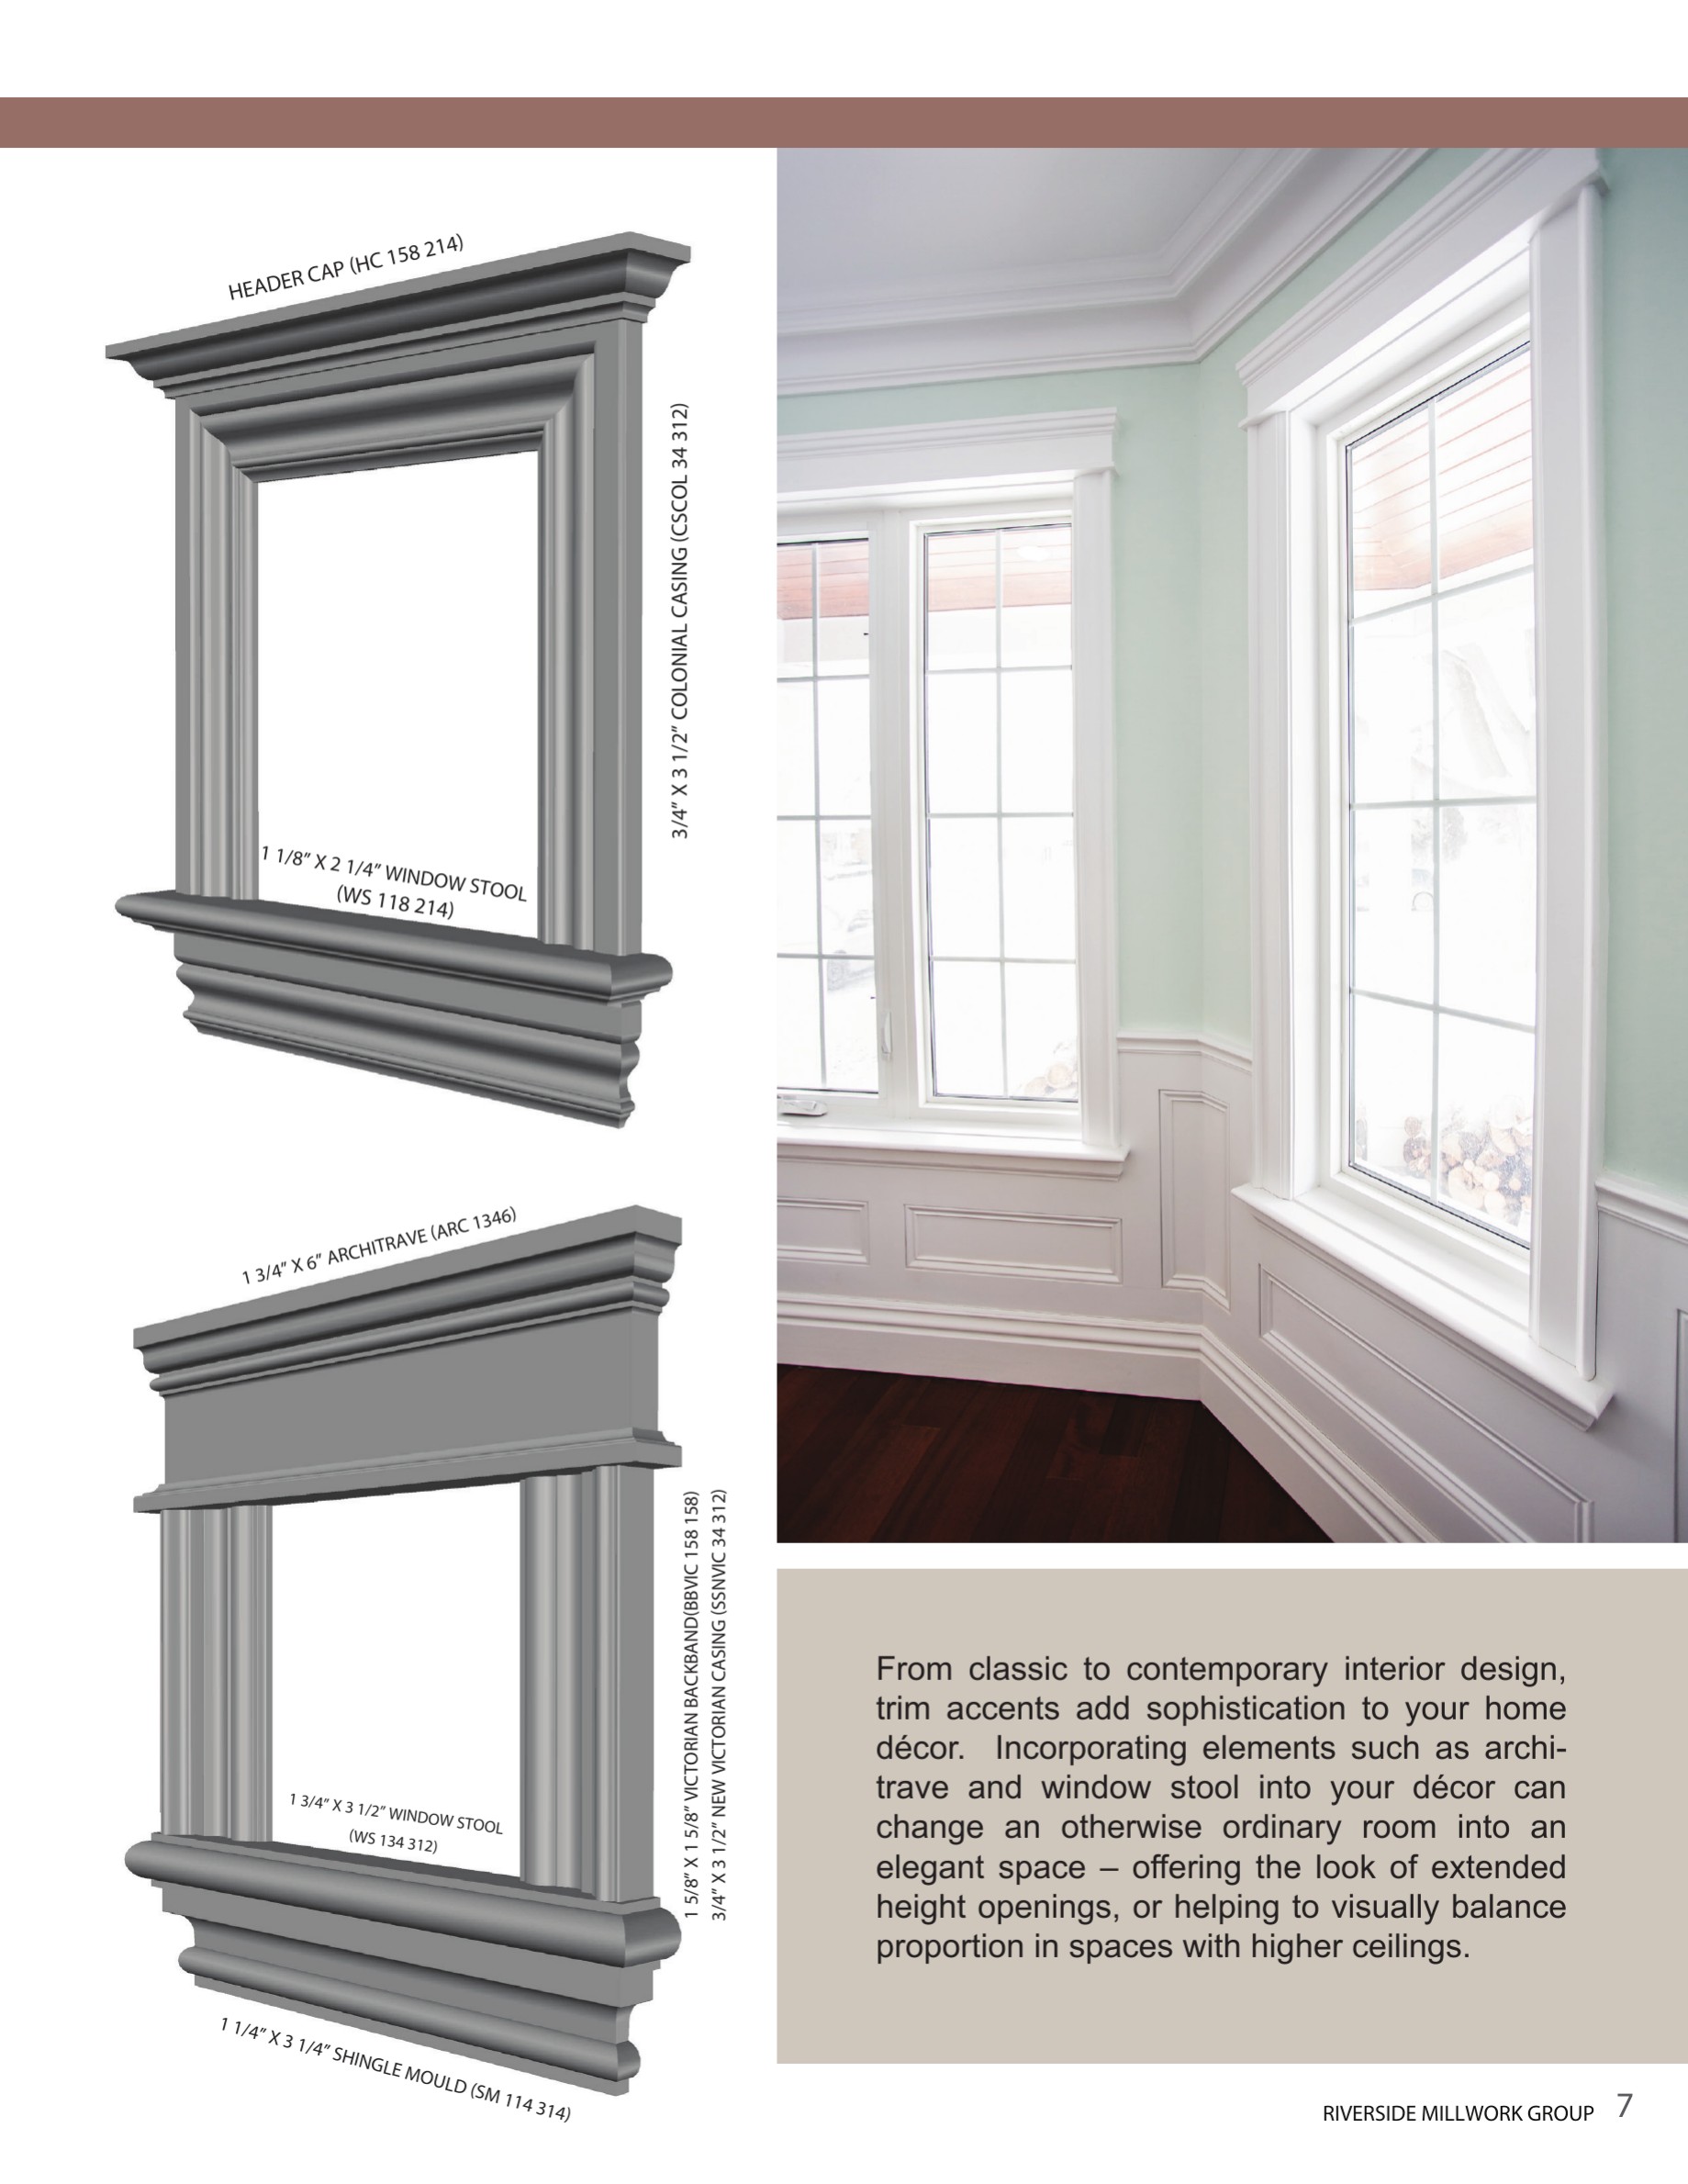 HEADER CAP (HC 158 214)
3/4” X 3 1/2” COLONIAL CASING (CSCOL 34 312)
1 1/8” X 2 1/4” WINDOW STOOL
(WS 118 214)
1 3/4” X 6” ARCHITRAVE (ARC 1346)
1 5/8” X 1 5/8” VICTORIAN BACKBAND(BBVIC 158 158)
3/4” X 3 1/2” NEW VICTORIAN CASING (SSNVIC 34 312)
1 3/4” X 3 1/2” WINDOW STOOL
(WS 134 312)
1 1/4” X 3 1/4” SHINGLE MOULD (SM 114 314)
From classic to contemporary interior design,
trim accents add sophistication to your home
décor. Incorporating elements such as archi-
trave and window stool into your décor can
change an otherwise ordinary room into an
elegant space – offering the look of extended
height openings, or helping to visually balance
proportion in spaces with higher ceilings.
RIVERSIDE MILLWORK GROUP 7